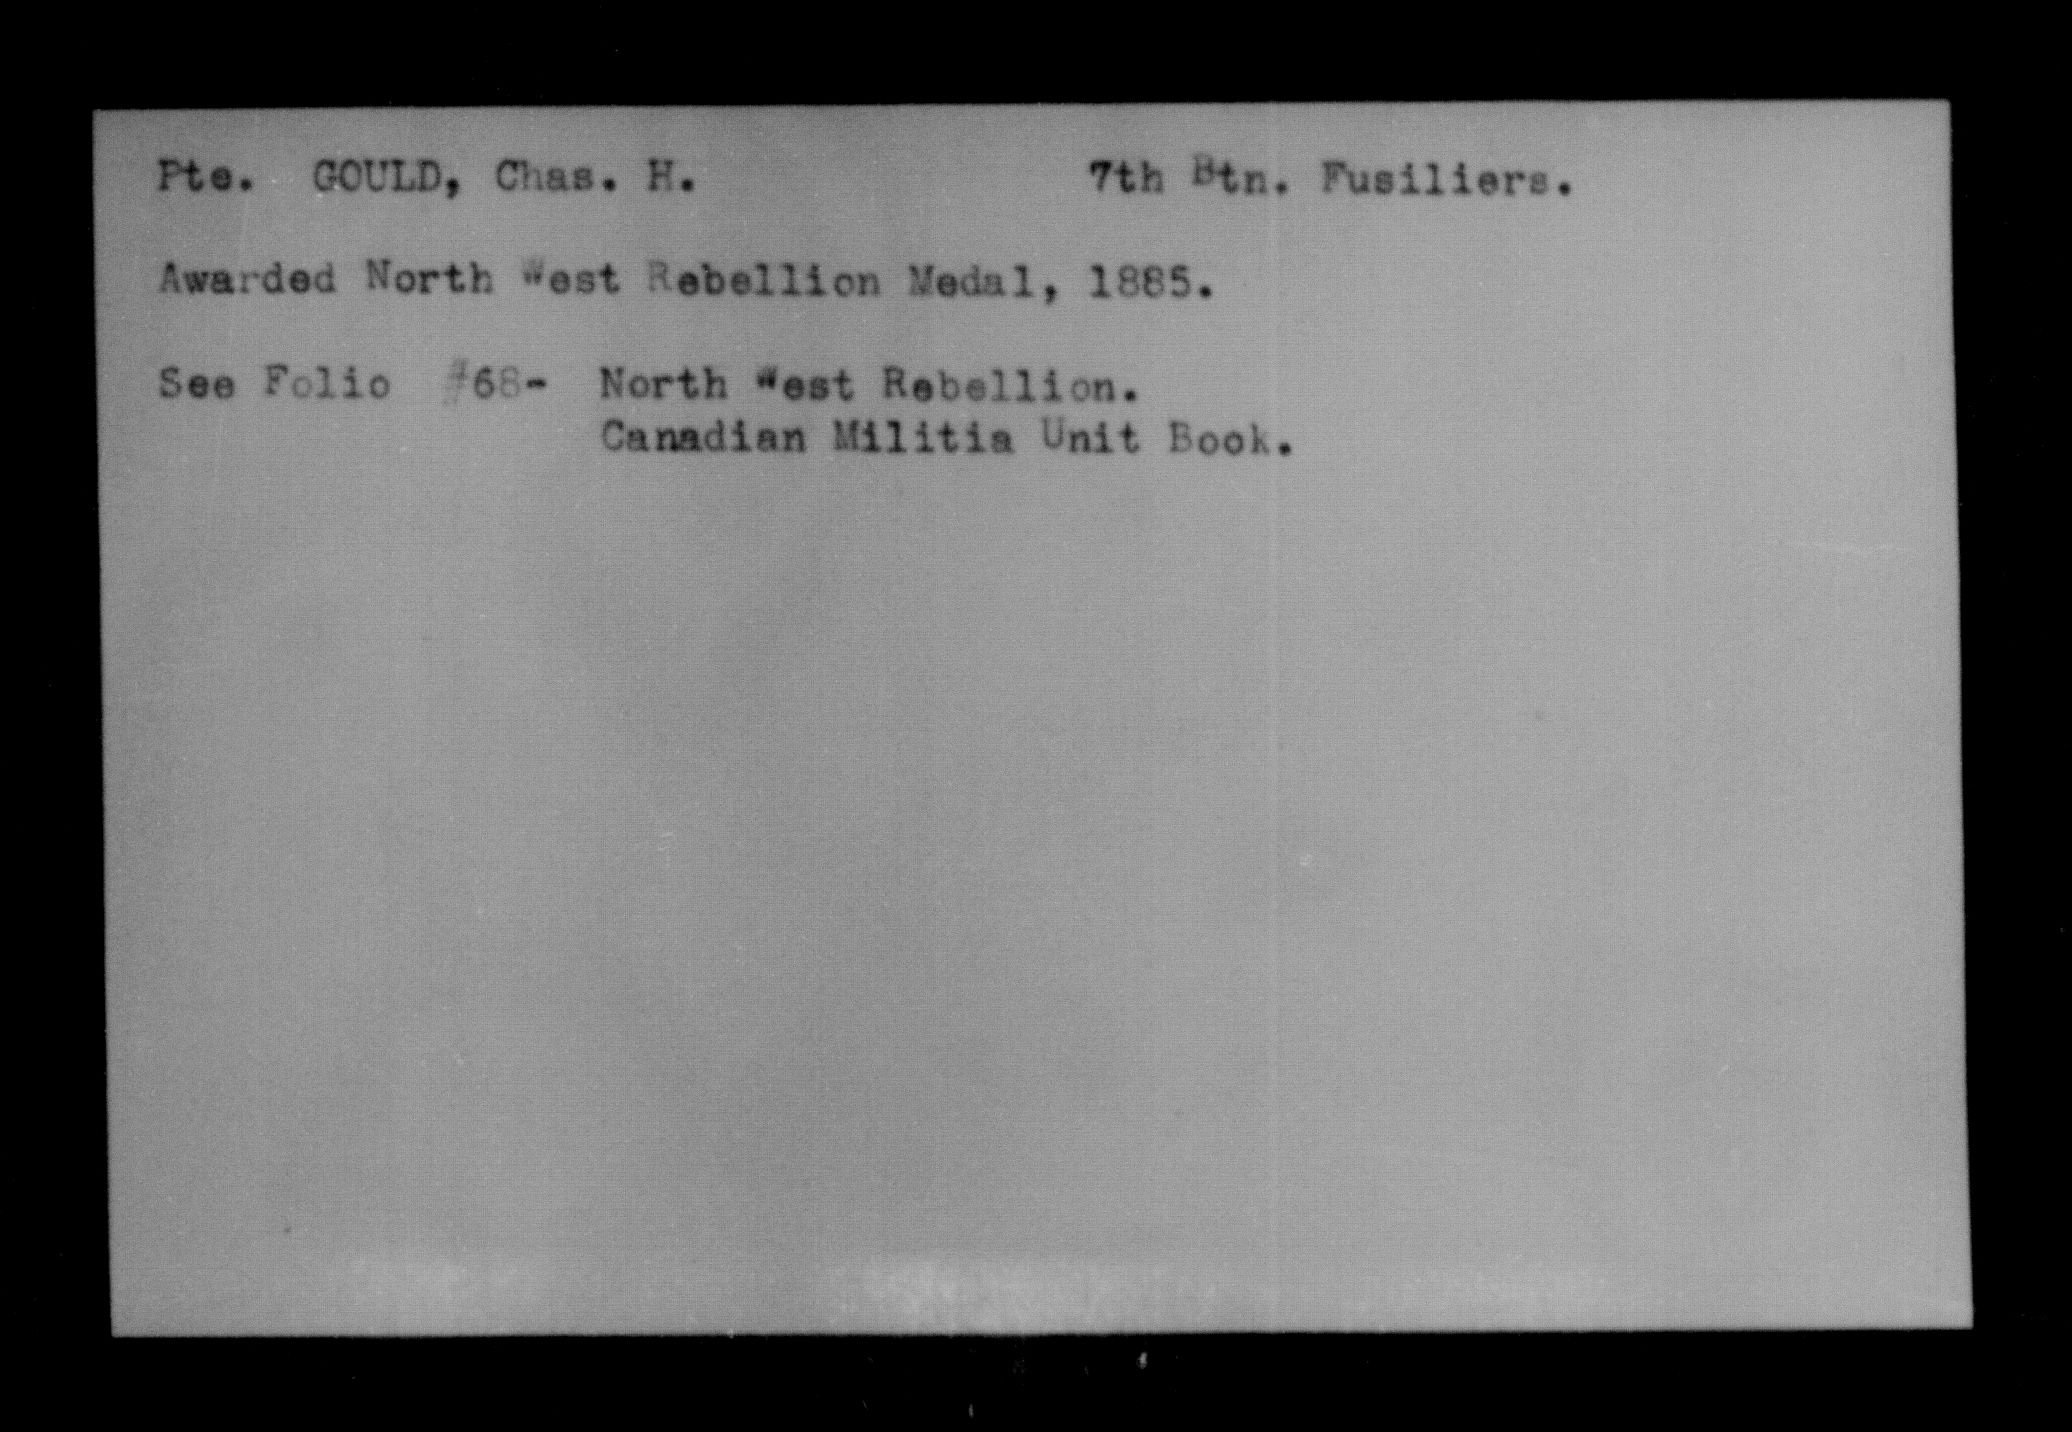 Pte. GOULD, Chas. H. 7th Btn. Fusiliers.
Awarded North West Rebellion Medal, 1885.
See Folio #68- North West Rebellion.
Canadian Militia Unit Book.